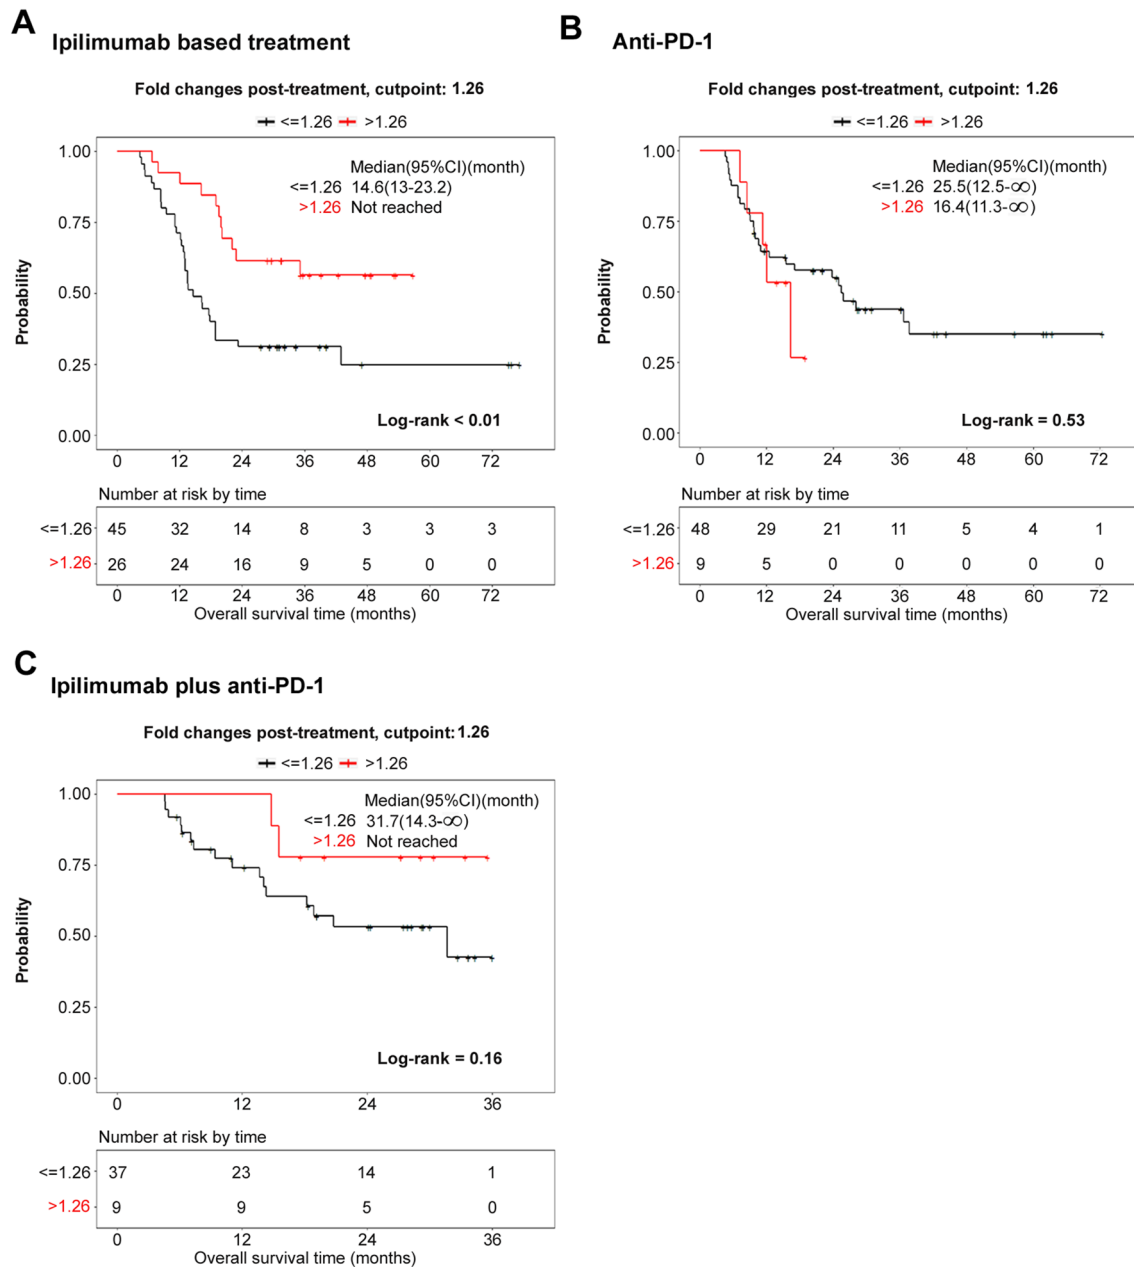 A
Ipilimumab based treatment
Fold changes post-treatment, cutpoint: 1.26
<=1.26 >1.26
Median(95%CI)(month)
<=1.26 14.6(13-23.2)
>1.26 Not reached
1.00
0.75
0.50
0.25
0.00
Probability
Log-rank < 0.01
0 12 24 36 48 60 72
Number at risk by time
<=1.26 45 32 14 8 3 3 3
>1.26 26 24 16 9 5 0 0
0 12 24 36 48 60 72
Overall survival time (months)
B
Anti-PD-1
Fold changes post-treatment, cutpoint: 1.26
<=1.26 >1.26
Median(95%CI)(month)
<=1.26 25.5(12.5-∞)
>1.26 16.4(11.3-∞)
1.00
0.75
0.50
0.25
0.00
Probability
Log-rank = 0.53
0 12 24 36 48 60 72
Number at risk by time
<=1.26 48 29 21 11 5 4 1
>1.26 9 5 0 0 0 0 0
0 12 24 36 48 60 72
Overall survival time (months)
C
Ipilimumab plus anti-PD-1
Fold changes post-treatment, cutpoint: 1.26
<=1.26 >1.26
Median(95%CI)(month)
<=1.26 31.7(14.3-∞)
>1.26 Not reached
1.00
0.75
0.50
0.25
0.00
Probability
Log-rank = 0.16
0 12 24 36
Number at risk by time
<=1.26 37 23 14 1
>1.26 9 9 5 0
0 12 24 36
Overall survival time (months)